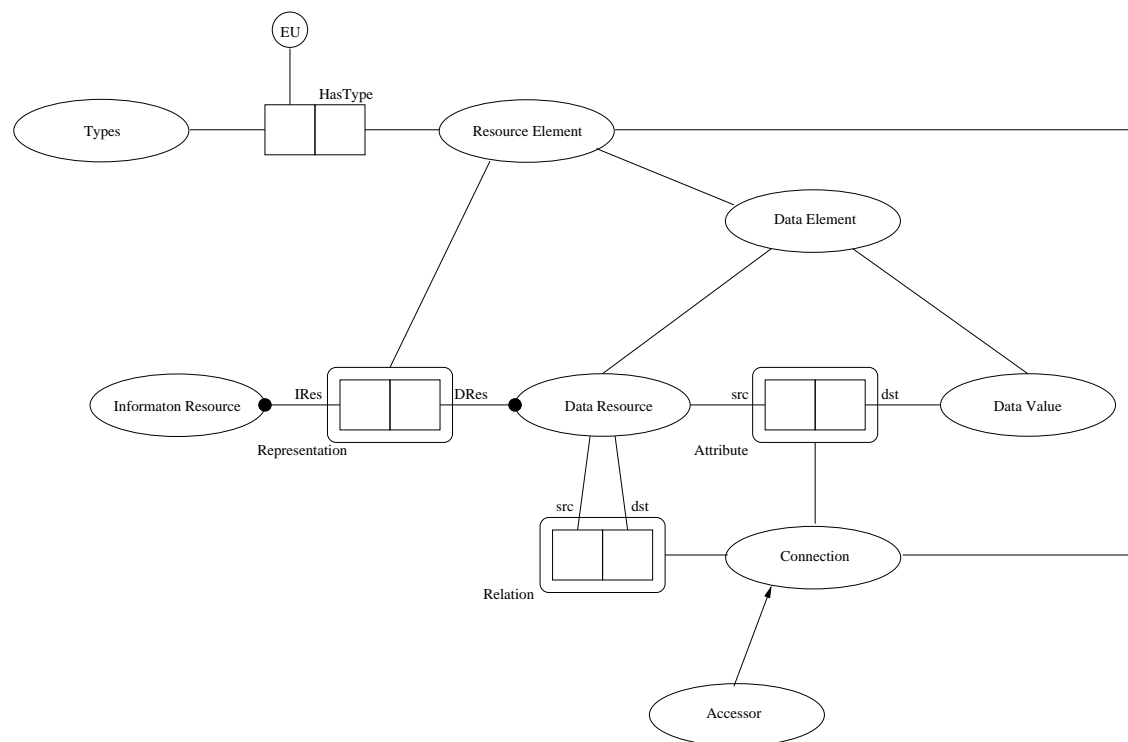 EU
HasType
Types
Resource Element
Data Element
IRes
DRes
src
dst
Informaton Resource
Data Resource
Data Value
Representation
Attribute
src
dst
Connection
Relation
Accessor